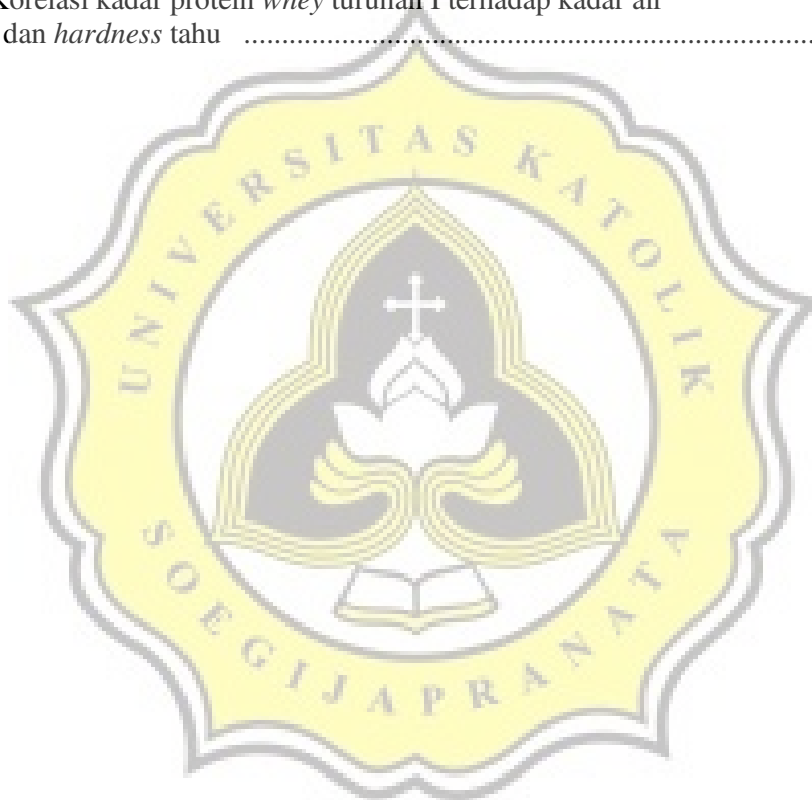 Korelasi kadar protein whey turunan I terhadap kadar air
dan hardness tahu ..........................................................................
UNIVERSITAS KATOLIK
SOEGIJAPRANATA